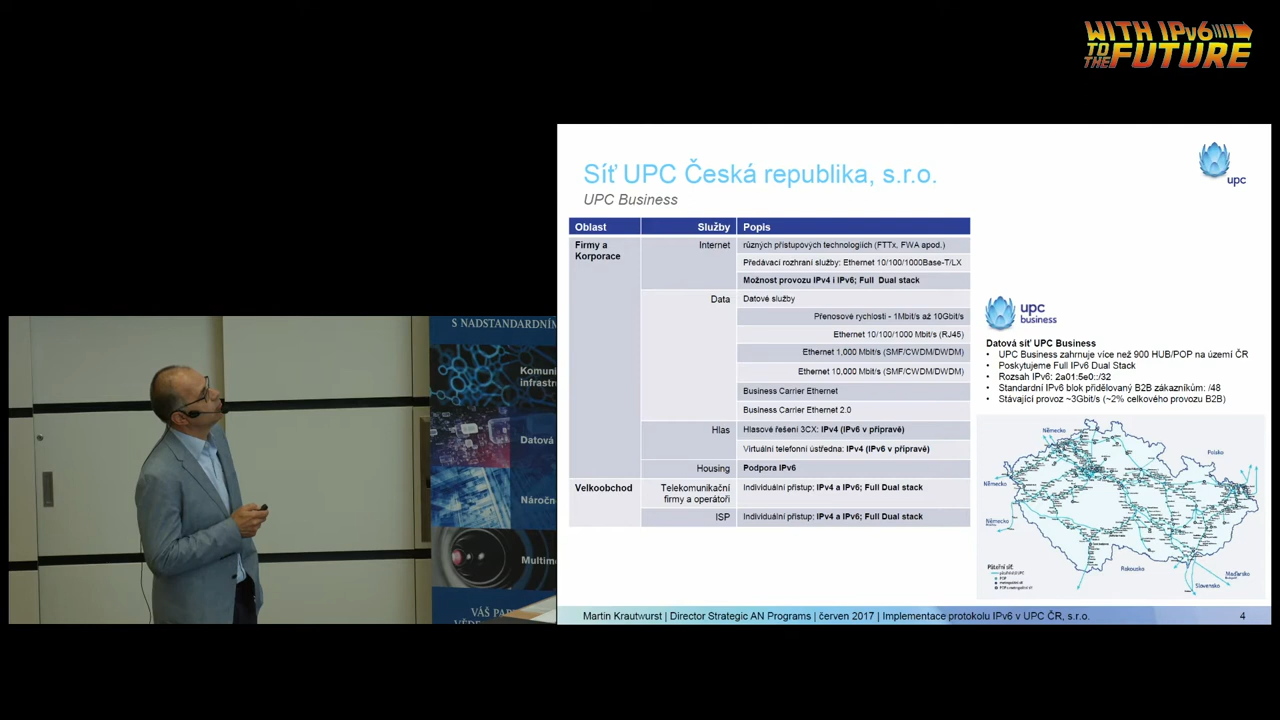 WITH IPv6
TO THE FUTURE
Síť UPC Česká republika, s.r.o.
UPC Business
upc
Oblast Služby Popis
Firmy a Korporace Internet různých přístupových technologiích (FTTx, FWA apod.)
Předávací rozhraní služby: Ethernet 10/100/1000Base-T/LX
Možnost provozu IPv4 i IPv6; Full Dual stack
Data Datové služby
Přenosové rychlosti - 1Mbit/s až 10Gbit/s
Ethernet 10/100/1000 Mbit/s (RJ45)
Ethernet 1,000 Mbit/s (SMF/CWDM/DWDM)
Ethernet 10,000 Mbit/s (SMF/CWDM/DWDM)
Business Carrier Ethernet
Business Carrier Ethernet 2.0
Hlas Hlasové řešení 3CX: IPv4 (IPv6 v přípravě)
Virtuální telefonní ústředna: IPv4 (IPv6 v přípravě)
Housing Podpora IPv6
Velkoobchod Telekomunikační firmy a operátoři Individuální přístup: IPv4 a IPv6; Full Dual stack
ISP Individuální přístup: IPv4 a IPv6; Full Dual stack
upc
business
Datová síť UPC Business
• UPC Business zahrnuje více než 900 HUB/POP na území ČR
• Poskytujeme Full IPv6 Dual Stack
• Rozsah IPv6: 2a01:5e0::/32
• Standardní IPv6 blok přidělovaný B2B zákazníkům: /48
• Stávající provoz ~3Gbit/s (~2% celkového provozu B2B)
Německo
Polsko
Německo
Německo
Rakousko
Maďarsko
Slovensko
Páteřní síť:
POP
Martin Krautwurst | Director Strategic AN Programs | červen 2017 | Implementace protokolu IPv6 v UPC ČR, s.r.o.
4
S NADSTANDARDNÍM
Komuni
infrastru
Datová
Náročn
Multime
VÁŠ PAR